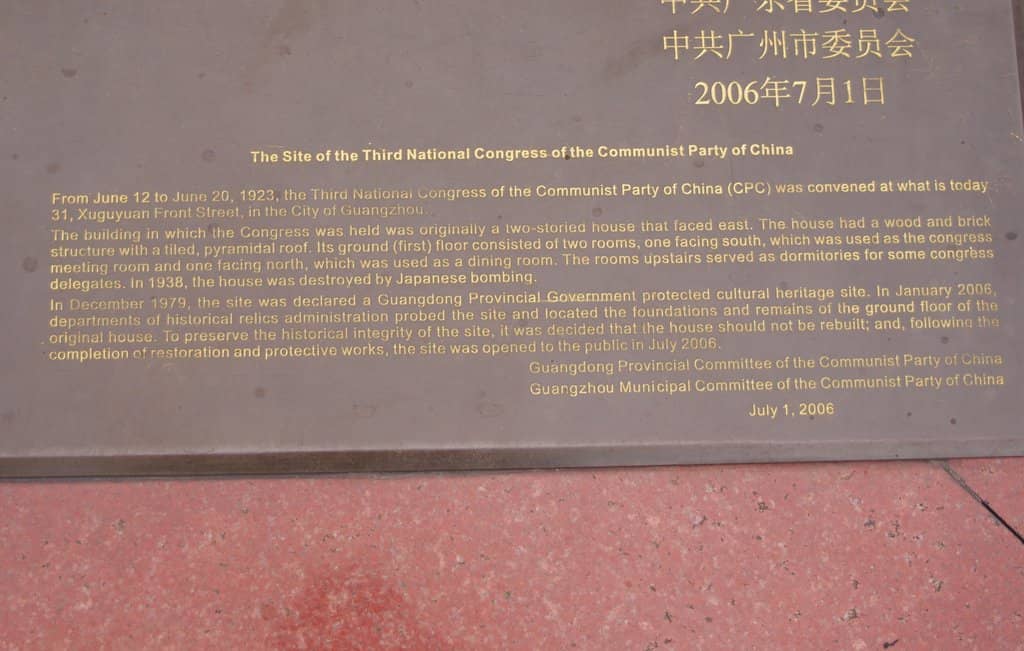 中共广东省委员会
中共广州市委员会
2006年7月1日
The Site of the Third National Congress of the Communist Party of China
From June 12 to June 20, 1923, the Third National Congress of the Communist Party of China (CPC) was convened at what is today
31, Xuguyuan Front Street, in the City of Guangzhou.
The building in which the Congress was held was originally a two-storied house that faced east. The house had a wood and brick
structure with a tiled, pyramidal roof. Its ground (first) floor consisted of two rooms, one facing south, which was used as the congress
meeting room and one facing north, which was used as a dining room. The rooms upstairs served as dormitories for some congress
delegates. In 1938, the house was destroyed by Japanese bombing.
In December 1979, the site was declared a Guangdong Provincial Government protected cultural heritage site. In January 2006,
departments of historical relics administration probed the site and located the foundations and remains of the ground floor of the
original house. To preserve the historical integrity of the site, it was decided that the house should not be rebuilt; and, following the
completion of restoration and protective works, the site was opened to the public in July 2006.
Guangdong Provincial Committee of the Communist Party of China
Guangzhou Municipal Committee of the Communist Party of China
July 1, 2006